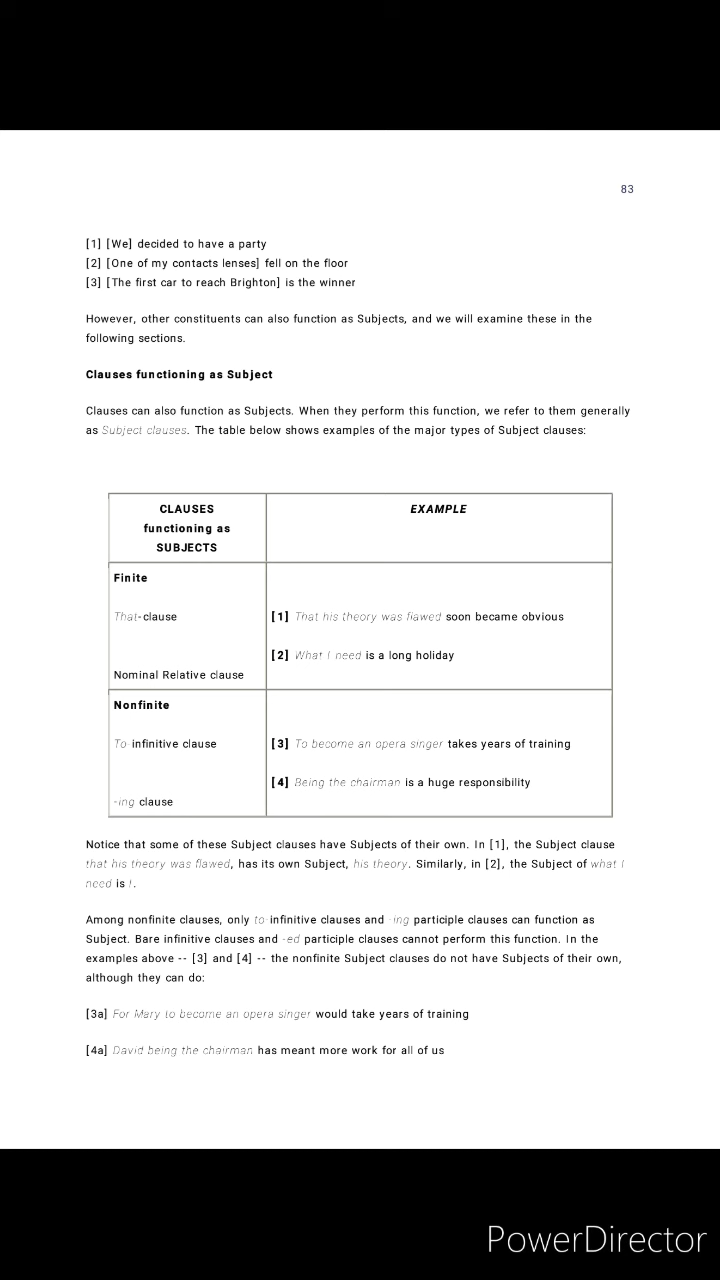 83
[1] [We] decided to have a party
[2] [One of my contacts lenses] fell on the floor
[3] [The first car to reach Brighton] is the winner
However, other constituents can also function as Subjects, and we will examine these in the
following sections.
Clauses functioning as Subject
Clauses can also function as Subjects. When they perform this function, we refer to them generally
as Subject clauses. The table below shows examples of the major types of Subject clauses:
CLAUSES
functioning as
SUBJECTS
EXAMPLE
Finite
That-clause
[1] That his theory was flawed soon became obvious
[2] What I need is a long holiday
Nominal Relative clause
Nonfinite
To-infinitive clause
[3] To become an opera singer takes years of training
[4] Being the chairman is a huge responsibility
-ing clause
Notice that some of these Subject clauses have Subjects of their own. In [1], the Subject clause
that his theory was flawed, has its own Subject, his theory. Similarly, in [2], the Subject of what I
need is I.
Among nonfinite clauses, only to-infinitive clauses and -ing participle clauses can function as
Subject. Bare infinitive clauses and -ed participle clauses cannot perform this function. In the
examples above -- [3] and [4] -- the nonfinite Subject clauses do not have Subjects of their own,
although they can do:
[3a] For Mary to become an opera singer would take years of training
[4a] David being the chairman has meant more work for all of us
PowerDirector